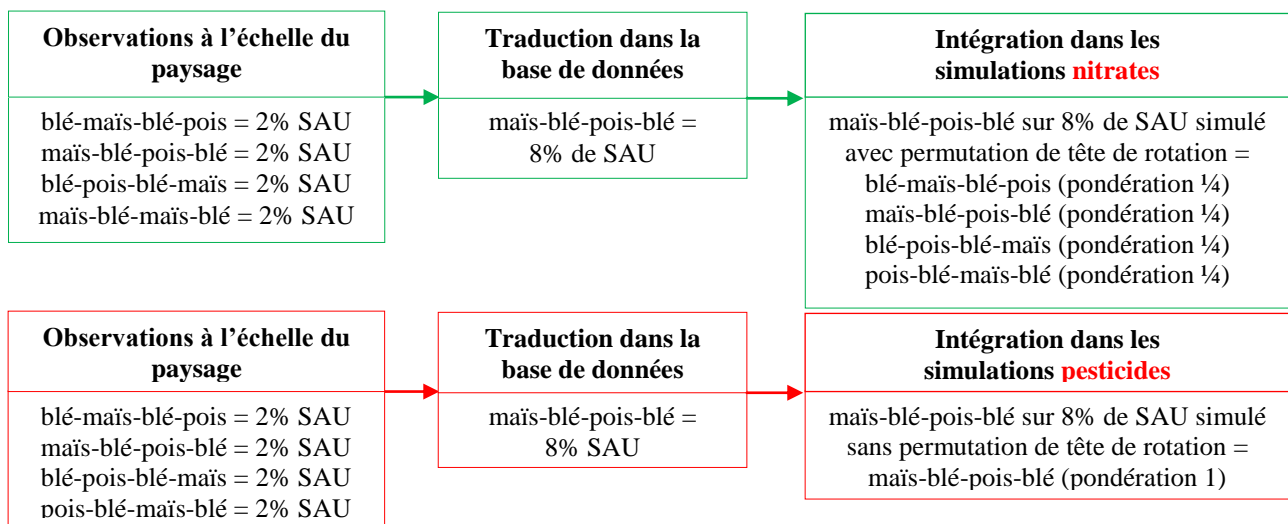 Observations à l'échelle du
paysage
blé-maïs-blé-pois = 2% SAU
maïs-blé-pois-blé = 2% SAU
blé-pois-blé-maïs = 2% SAU
maïs-blé-maïs-blé = 2% SAU
Traduction dans la
base de données
maïs-blé-pois-blé =
8% de SAU
Intégration dans les
simulations nitrates
maïs-blé-pois-blé sur 8% de SAU simulé
avec permutation de tête de rotation =
blé-maïs-blé-pois (pondération ¼)
maïs-blé-pois-blé (pondération ¼)
blé-pois-blé-maïs (pondération ¼)
pois-blé-maïs-blé (pondération ¼)
Observations à l'échelle du
paysage
blé-maïs-blé-pois = 2% SAU
maïs-blé-pois-blé = 2% SAU
blé-pois-blé-maïs = 2% SAU
pois-blé-maïs-blé = 2% SAU
Traduction dans la
base de données
maïs-blé-pois-blé =
8% SAU
Intégration dans les
simulations pesticides
maïs-blé-pois-blé sur 8% de SAU simulé
sans permutation de tête de rotation =
maïs-blé-pois-blé (pondération 1)